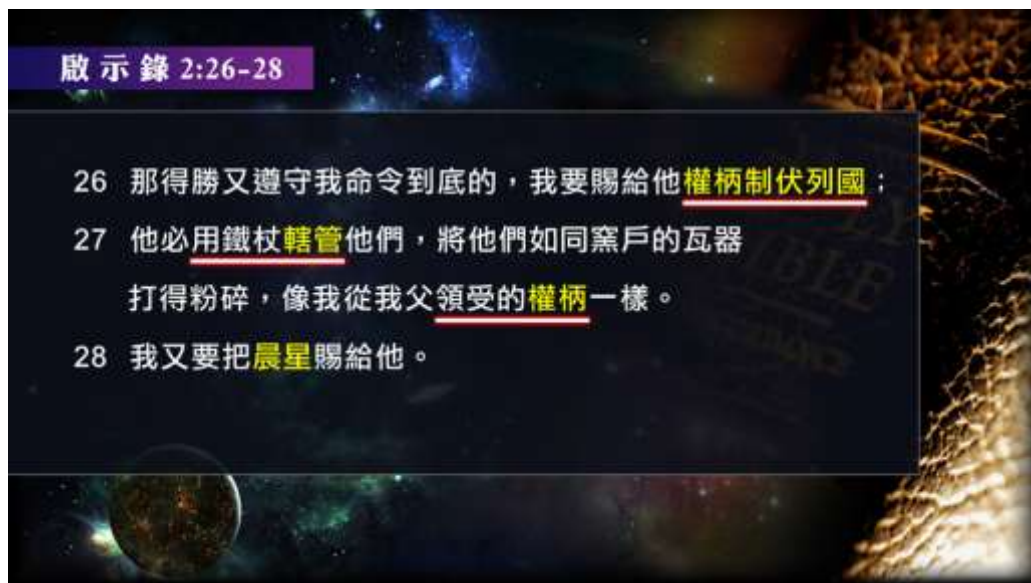 啟示錄 2:26-28
26 那得勝又遵守我命令到底的，我要賜給他權柄制伏列國；
27 他必用鐵杖轄管他們，將他們如同窯戶的瓦器
打得粉碎，像我從我父領受的權柄一樣。
28 我又要把晨星賜給他。
BIBLE